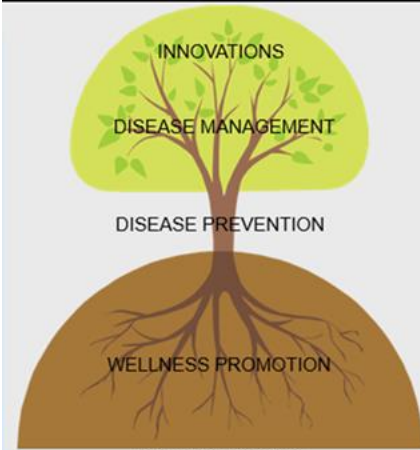 INNOVATIONS
DISEASE MANAGEMENT
DISEASE PREVENTION
WELLNESS PROMOTION